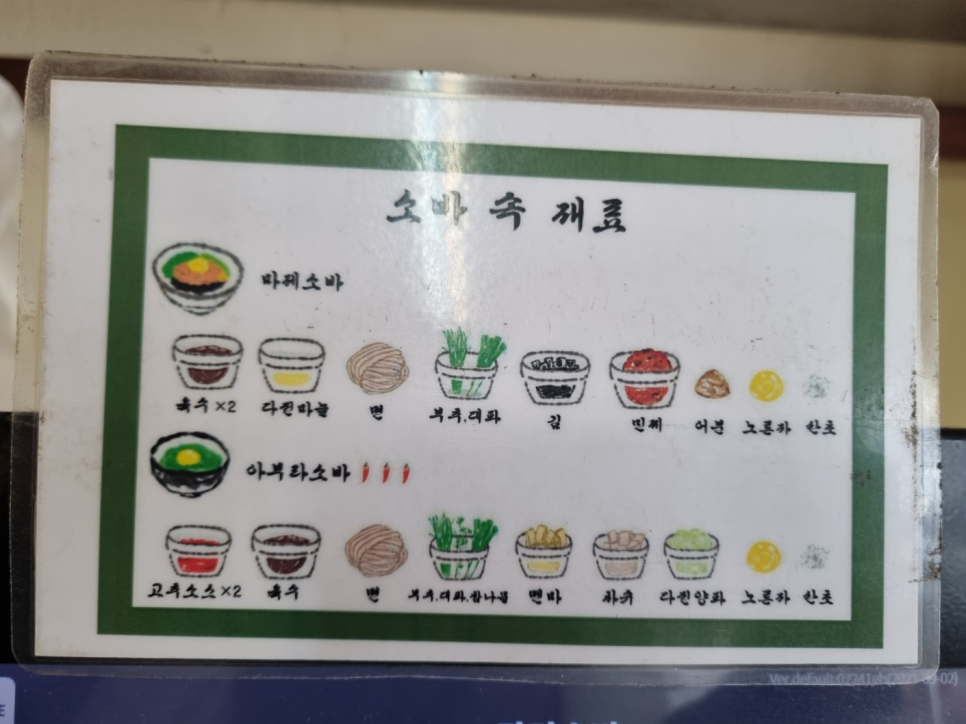 소바 속 재료
마제소바
육수 ×2 다진마늘 면 부추,대파 김 민찌 어분 노른자 산초
아부라소바
고추소스×2 육수 면 부추,대파,참나물 멘마 차슈 다진양파 노른자 산초